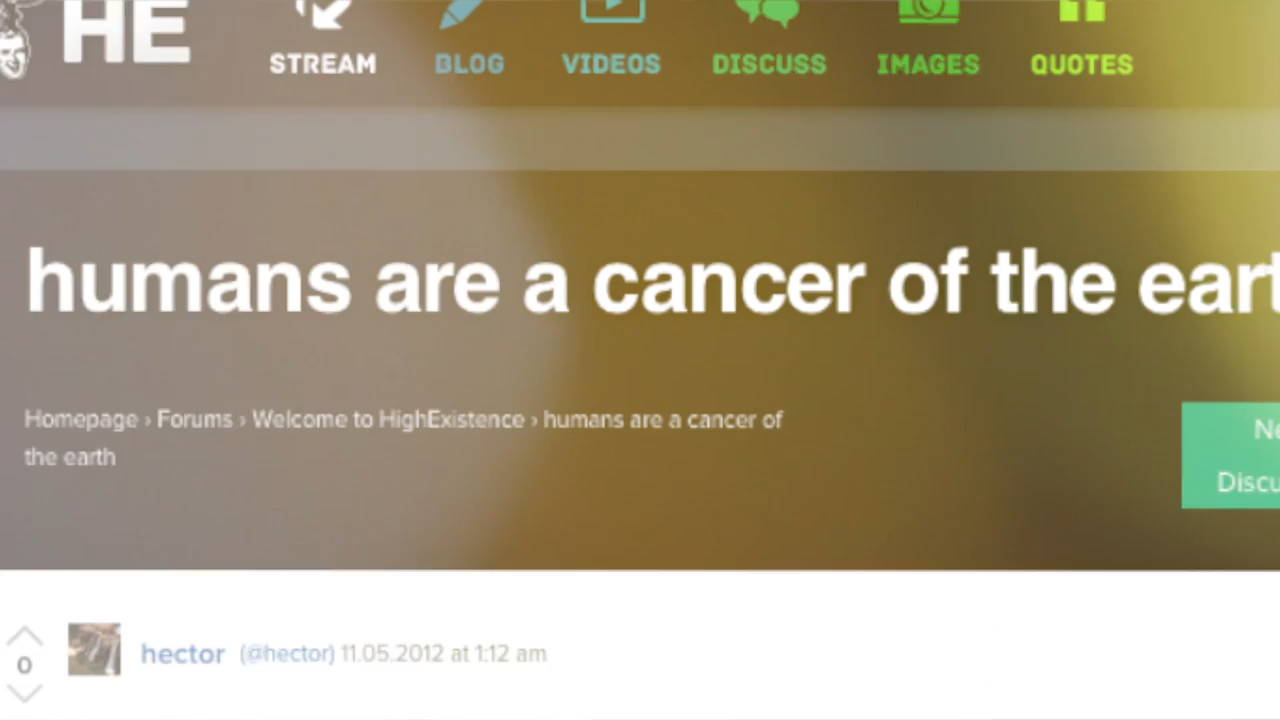 HE
STREAM BLOG VIDEOS DISCUSS IMAGES QUOTES
humans are a cancer of the eart
Homepage › Forums › Welcome to HighExistence › humans are a cancer of
the earth
Ne
Discu
0
hector (@hector) 11.05.2012 at 1:12 am